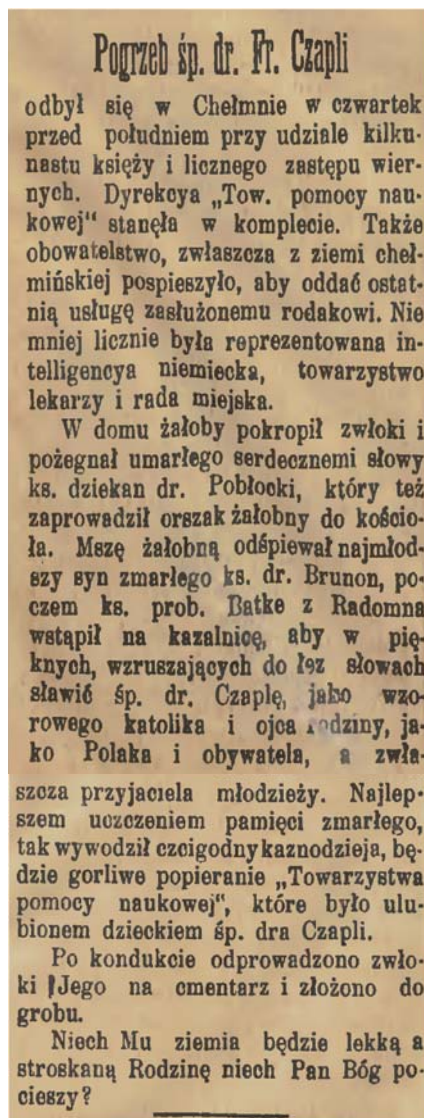 Pogrzeb śp. dr. Fr. Czapli
odbył się w Chełmnie w czwartek
przed południem przy udziale kilku-
nastu księży i licznego zastępu wier-
nych. Dyrekcya „Tow. pomocy nau-
kowej“ stanęła w komplecie. Także
obowatelstwo, zwłaszcza z ziemi cheł-
mińskiej pospieszyło, aby oddać ostat-
nią usługę zasłużonemu rodakowi. Nie
mniej licznie była reprezentowana in-
telligencya niemiecka, towarzystwo
lekarzy i rada miejska.
W domu żałoby pokropił zwłoki i
pożegnał umarłego serdecznemi słowy
ks. dziekan dr. Pobłocki, który też
zaprowadził orszak żałobny do kościo-
ła. Mszę żałobną odśpiewał najmłod-
szy syn zmarłego ks. dr. Brunon, po-
czem ks. prob. Batke z Radomna
wstąpił na kazalnicę, aby w pię-
knych, wzruszających do łez słowach
sławić śp. dr. Czaplę, jako wzo-
rowego katolika i ojca rodziny, ja-
ko Polaka i obywatela, a zwła-
szcza przyjaciela młodzieży. Najlep-
szem uczczeniem pamięci zmarłego,
tak wywodził czcigodny kaznodzieja, bę-
dzie gorliwe popieranie „Towarzystwa
pomocy naukowej“, które było ulu-
bionem dzieckiem śp. dra Czapli.
Po kondukcie odprowadzono zwło-
ki Jego na cmentarz i złożono do
grobu.
Niech Mu ziemia będzie lekką a
stroskaną Rodzinę niech Pan Bóg po-
cieszy?